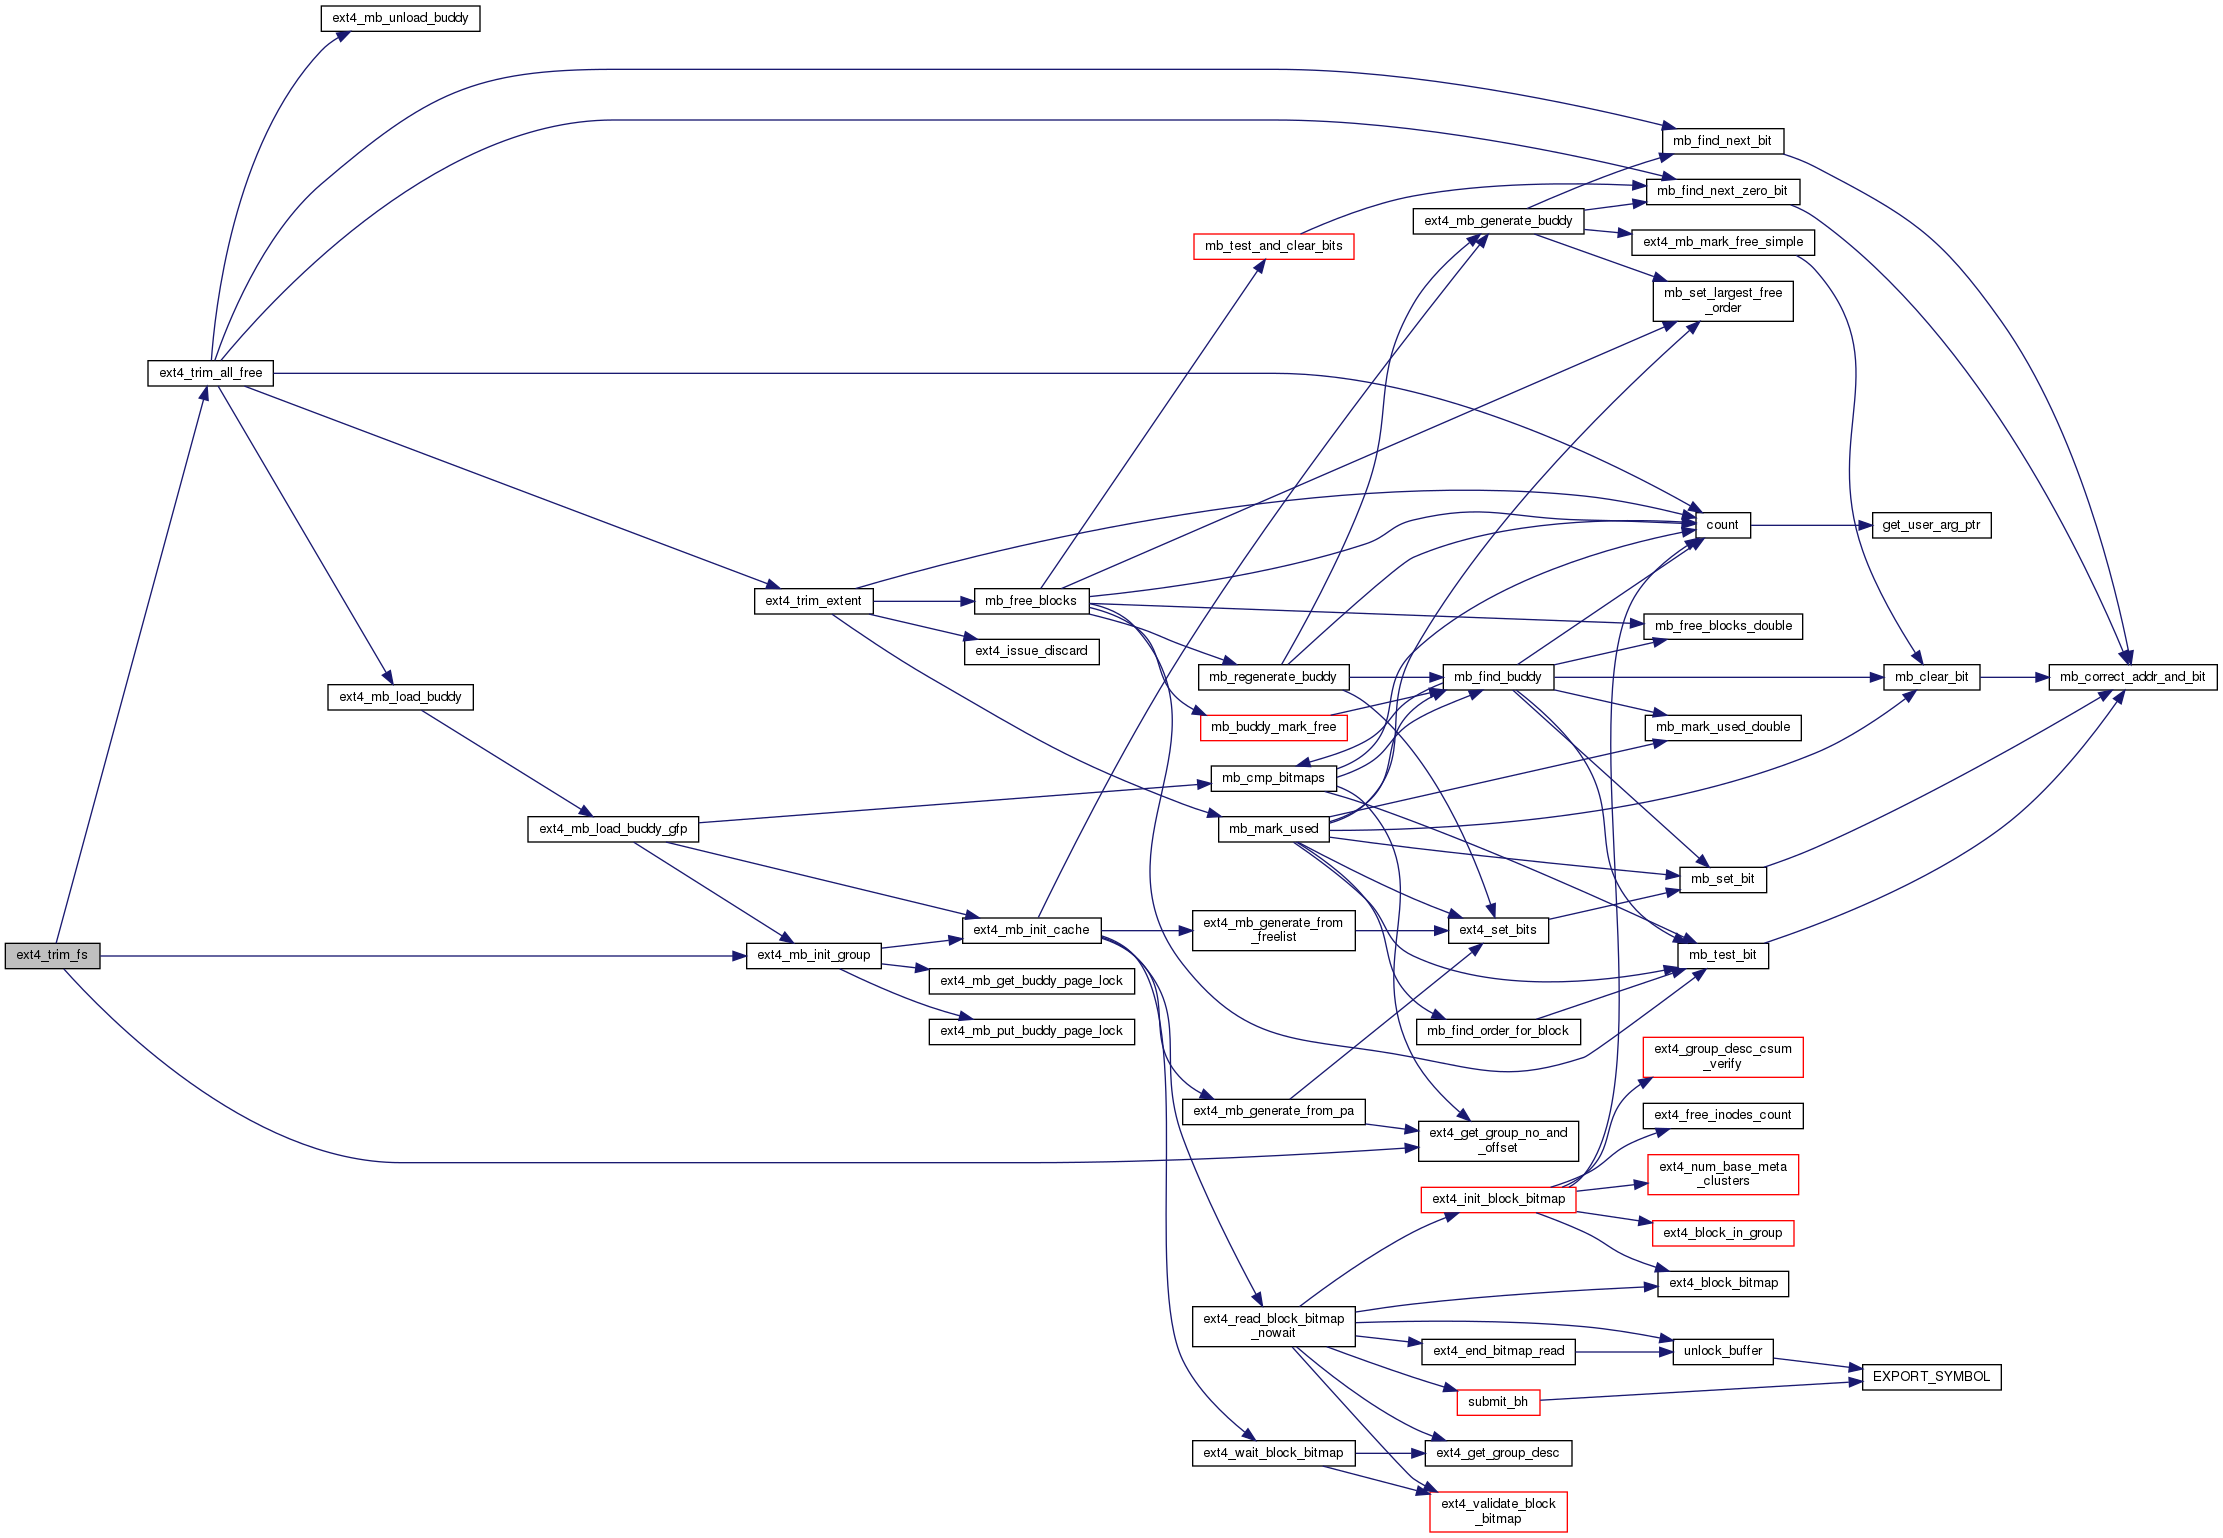 ext4_mb_unload_buddy
mb_find_next_bit
mb_find_next_zero_bit
ext4_mb_generate_buddy
mb_test_and_clear_bits
ext4_mb_mark_free_simple
mb_set_largest_free
_order
ext4_trim_all_free
count
get_user_arg_ptr
ext4_trim_extent
mb_free_blocks
mb_free_blocks_double
ext4_issue_discard
mb_regenerate_buddy
mb_find_buddy
mb_clear_bit
mb_correct_addr_and_bit
ext4_mb_load_buddy
mb_buddy_mark_free
mb_mark_used_double
mb_cmp_bitmaps
ext4_mb_load_buddy_gfp
mb_mark_used
mb_set_bit
ext4_mb_init_cache
ext4_mb_generate_from
_freelist
ext4_set_bits
ext4_trim_fs
ext4_mb_init_group
mb_test_bit
ext4_mb_get_buddy_page_lock
ext4_mb_put_buddy_page_lock
mb_find_order_for_block
ext4_group_desc_csum
_verify
ext4_mb_generate_from_pa
ext4_free_inodes_count
ext4_get_group_no_and
_offset
ext4_num_base_meta
_clusters
ext4_init_block_bitmap
ext4_block_in_group
ext4_block_bitmap
ext4_read_block_bitmap
_nowait
ext4_end_bitmap_read
unlock_buffer
EXPORT_SYMBOL
submit_bh
ext4_wait_block_bitmap
ext4_get_group_desc
ext4_validate_block
_bitmap